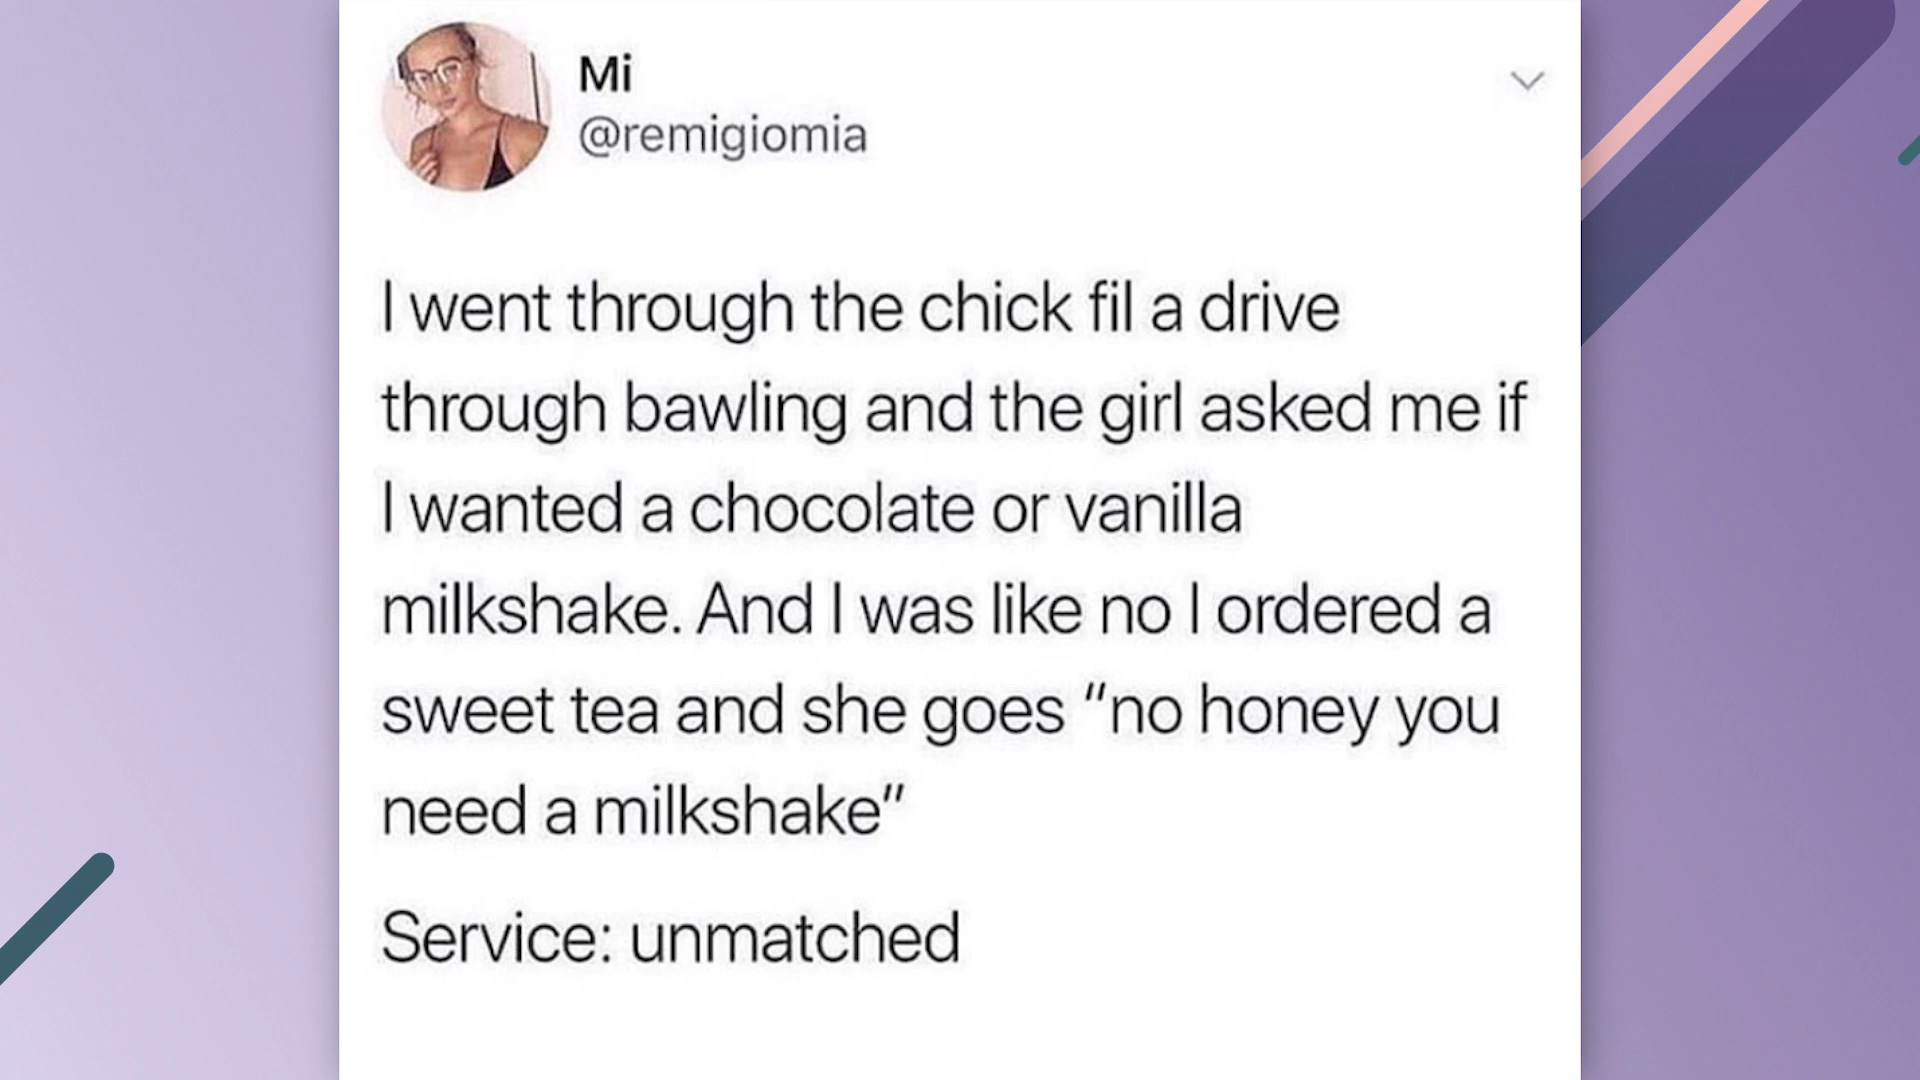 Mi
@remigiomia
I went through the chick fil a drive
through bawling and the girl asked me if
I wanted a chocolate or vanilla
milkshake. And I was like no I ordered a
sweet tea and she goes "no honey you
need a milkshake"
Service: unmatched